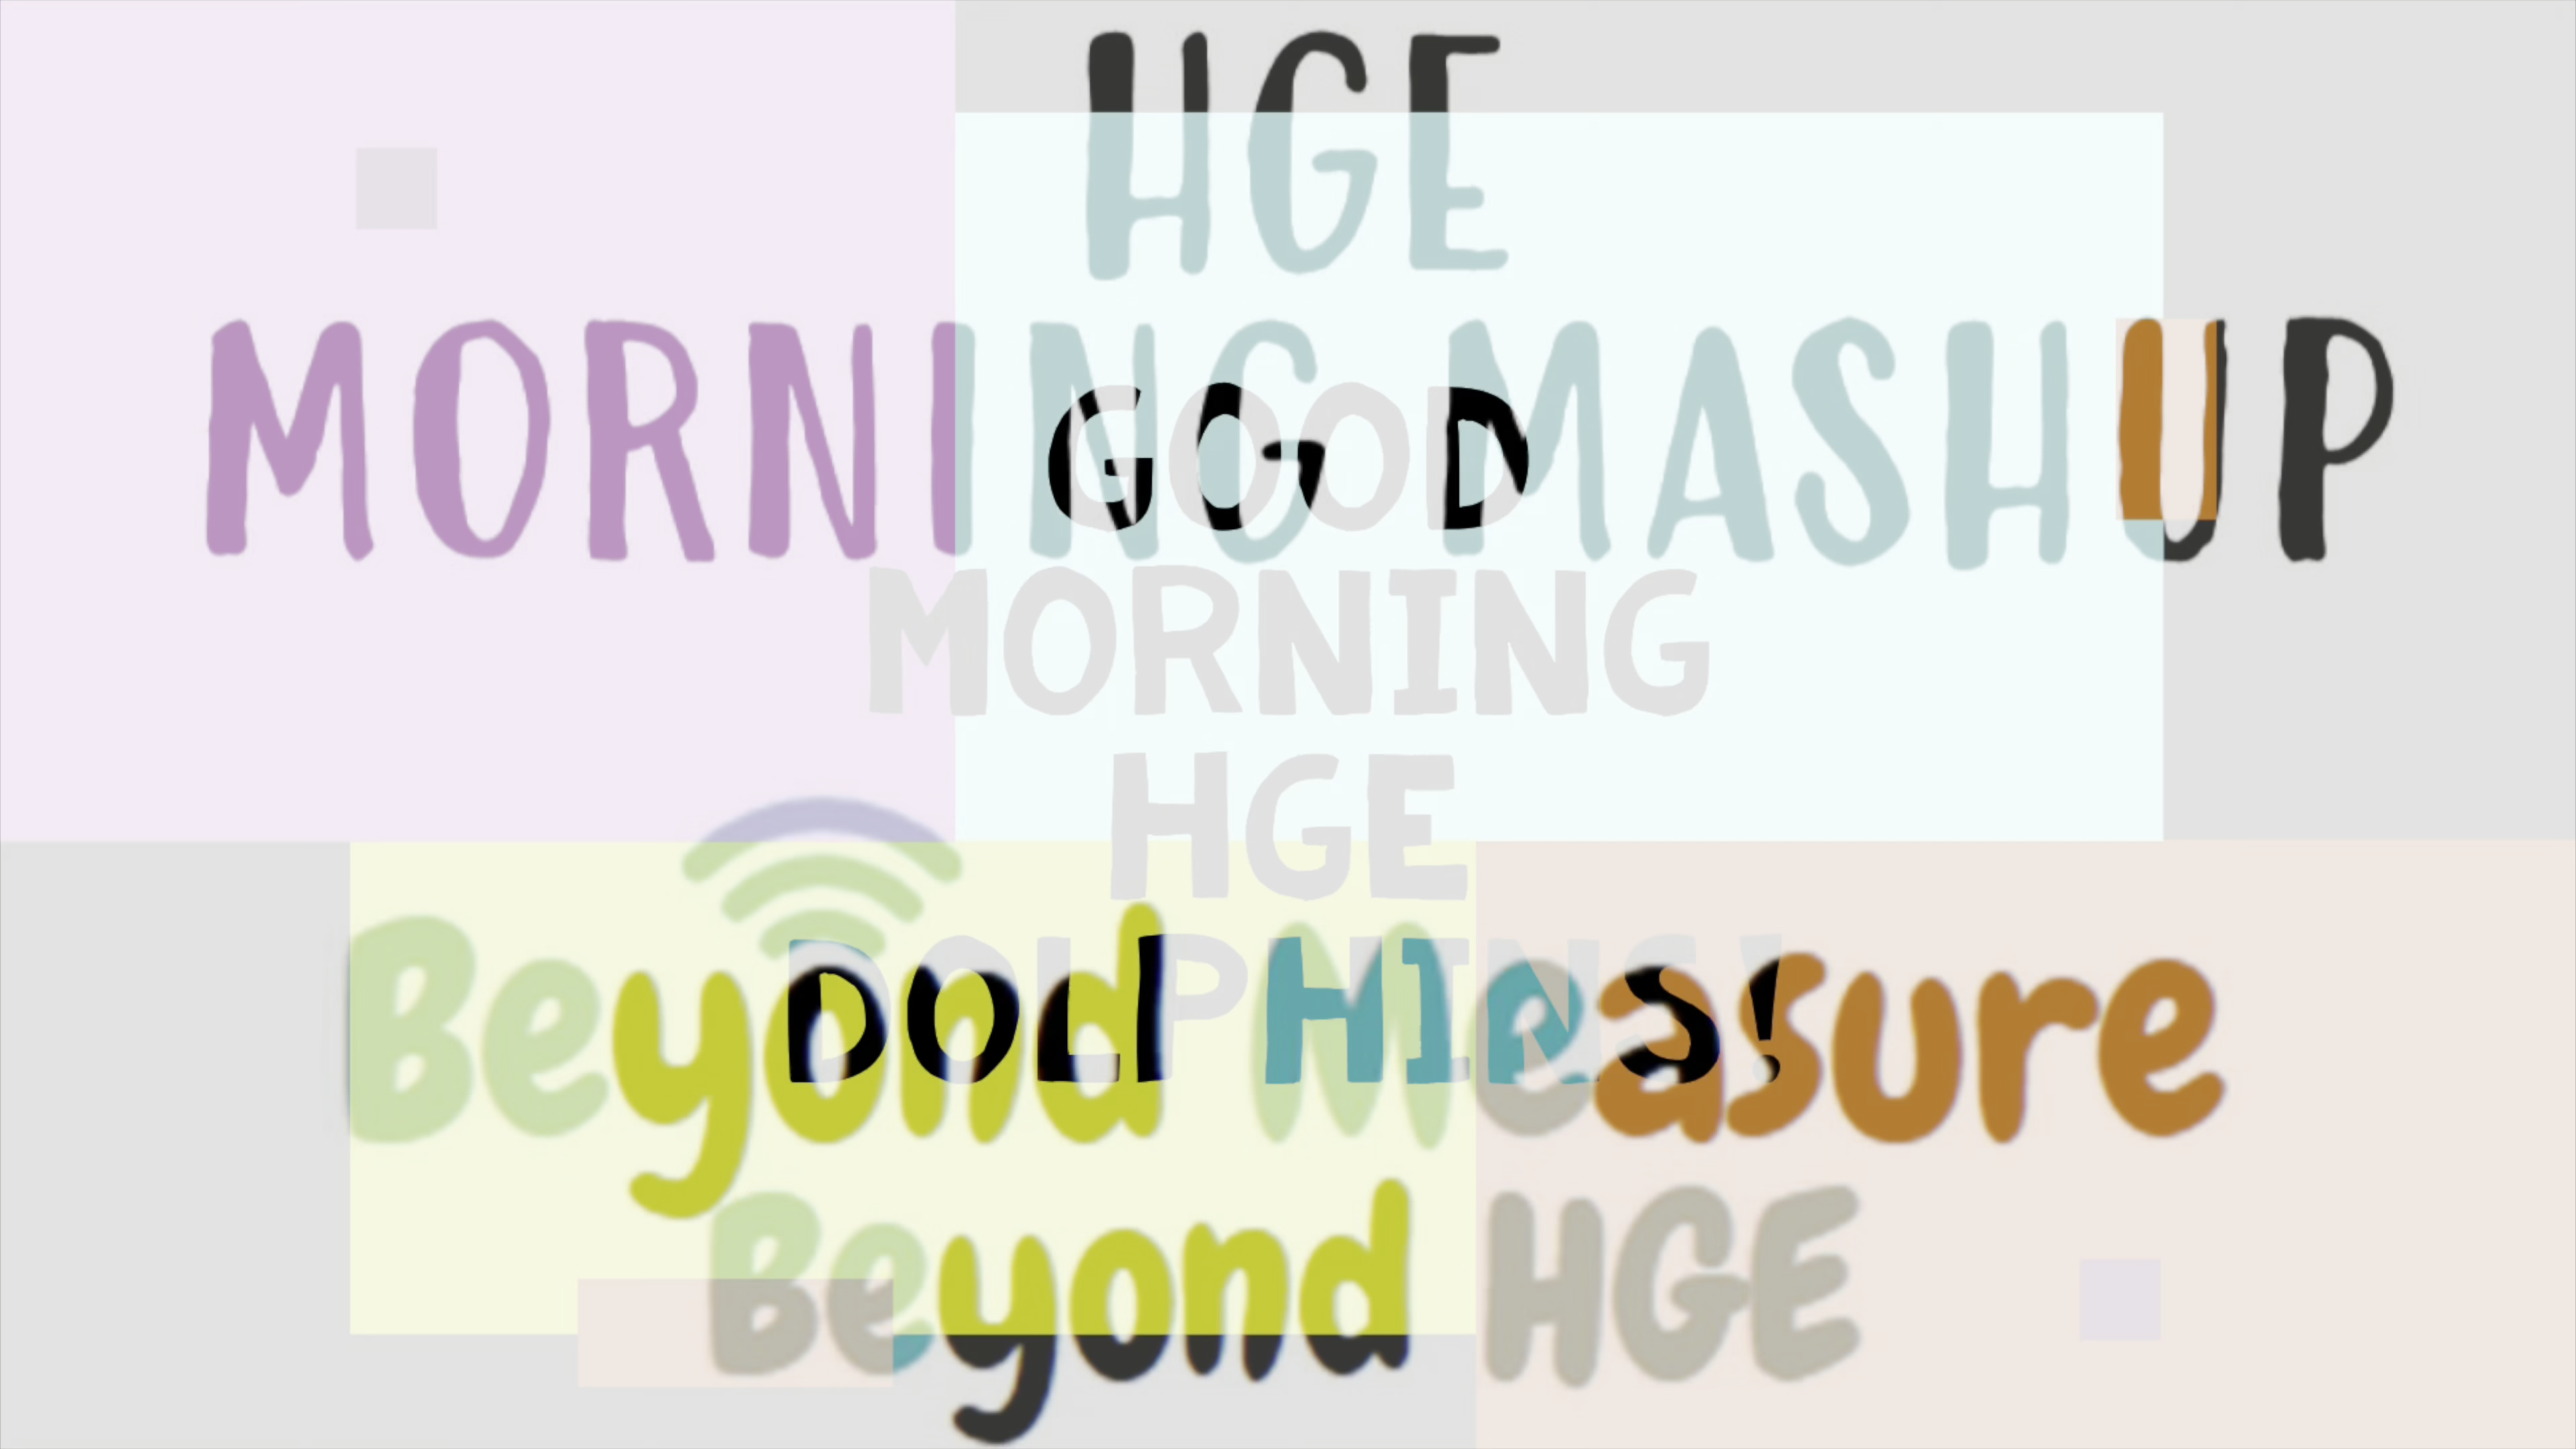 HGE
MORNING MASHUP
GOOD
MORNING
HGE
DOLPHINS!
Beyond Measure
Beyond HGE